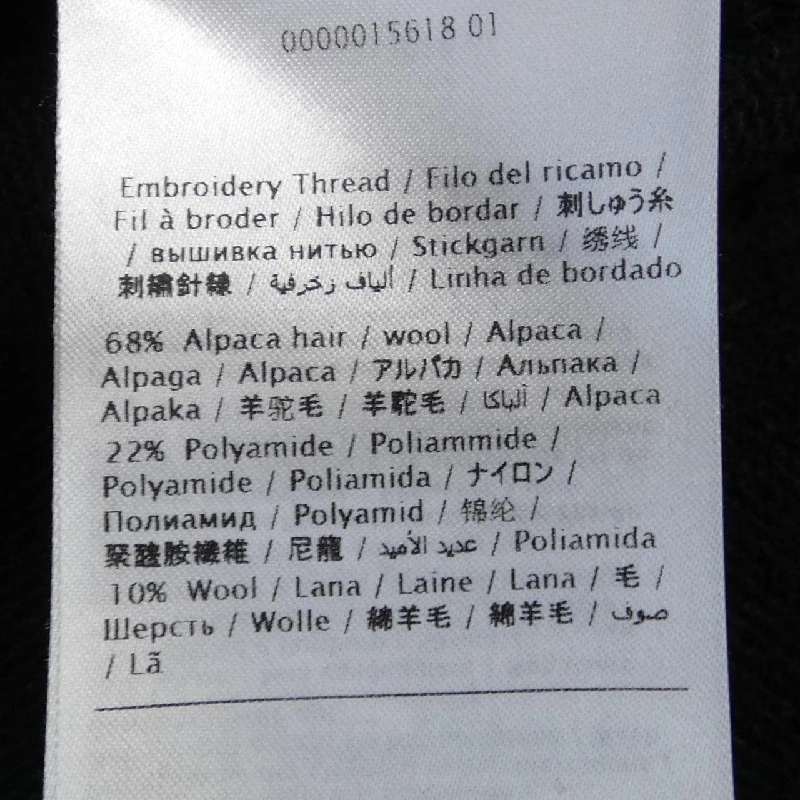 0000015618 01
Embroidery Thread / Filo del ricamo /
Fil à broder / Hilo de bordar / 刺しゅう糸
/ вышивка нитью / Stickgarn / 绣线 /
刺繡針線 / ألياف زخرفية / Linha de bordado
68% Alpaca hair / wool / Alpaca /
Alpaga / Alpaca / アルパカ / Альпака /
Alpaka / 羊驼毛 / 羊駝毛 / ألباكا / Alpaca
22% Polyamide / Poliammide /
Polyamide / Poliamida / ナイロン /
Полиамид / Polyamid / 锦纶 /
聚醯胺纖維 / 尼龍 / عديد الأميد / Poliamida
10% Wool / Lana / Laine / Lana / 毛 /
Шерсть / Wolle / 綿羊毛 / 綿羊毛 / صوف
/ Lã